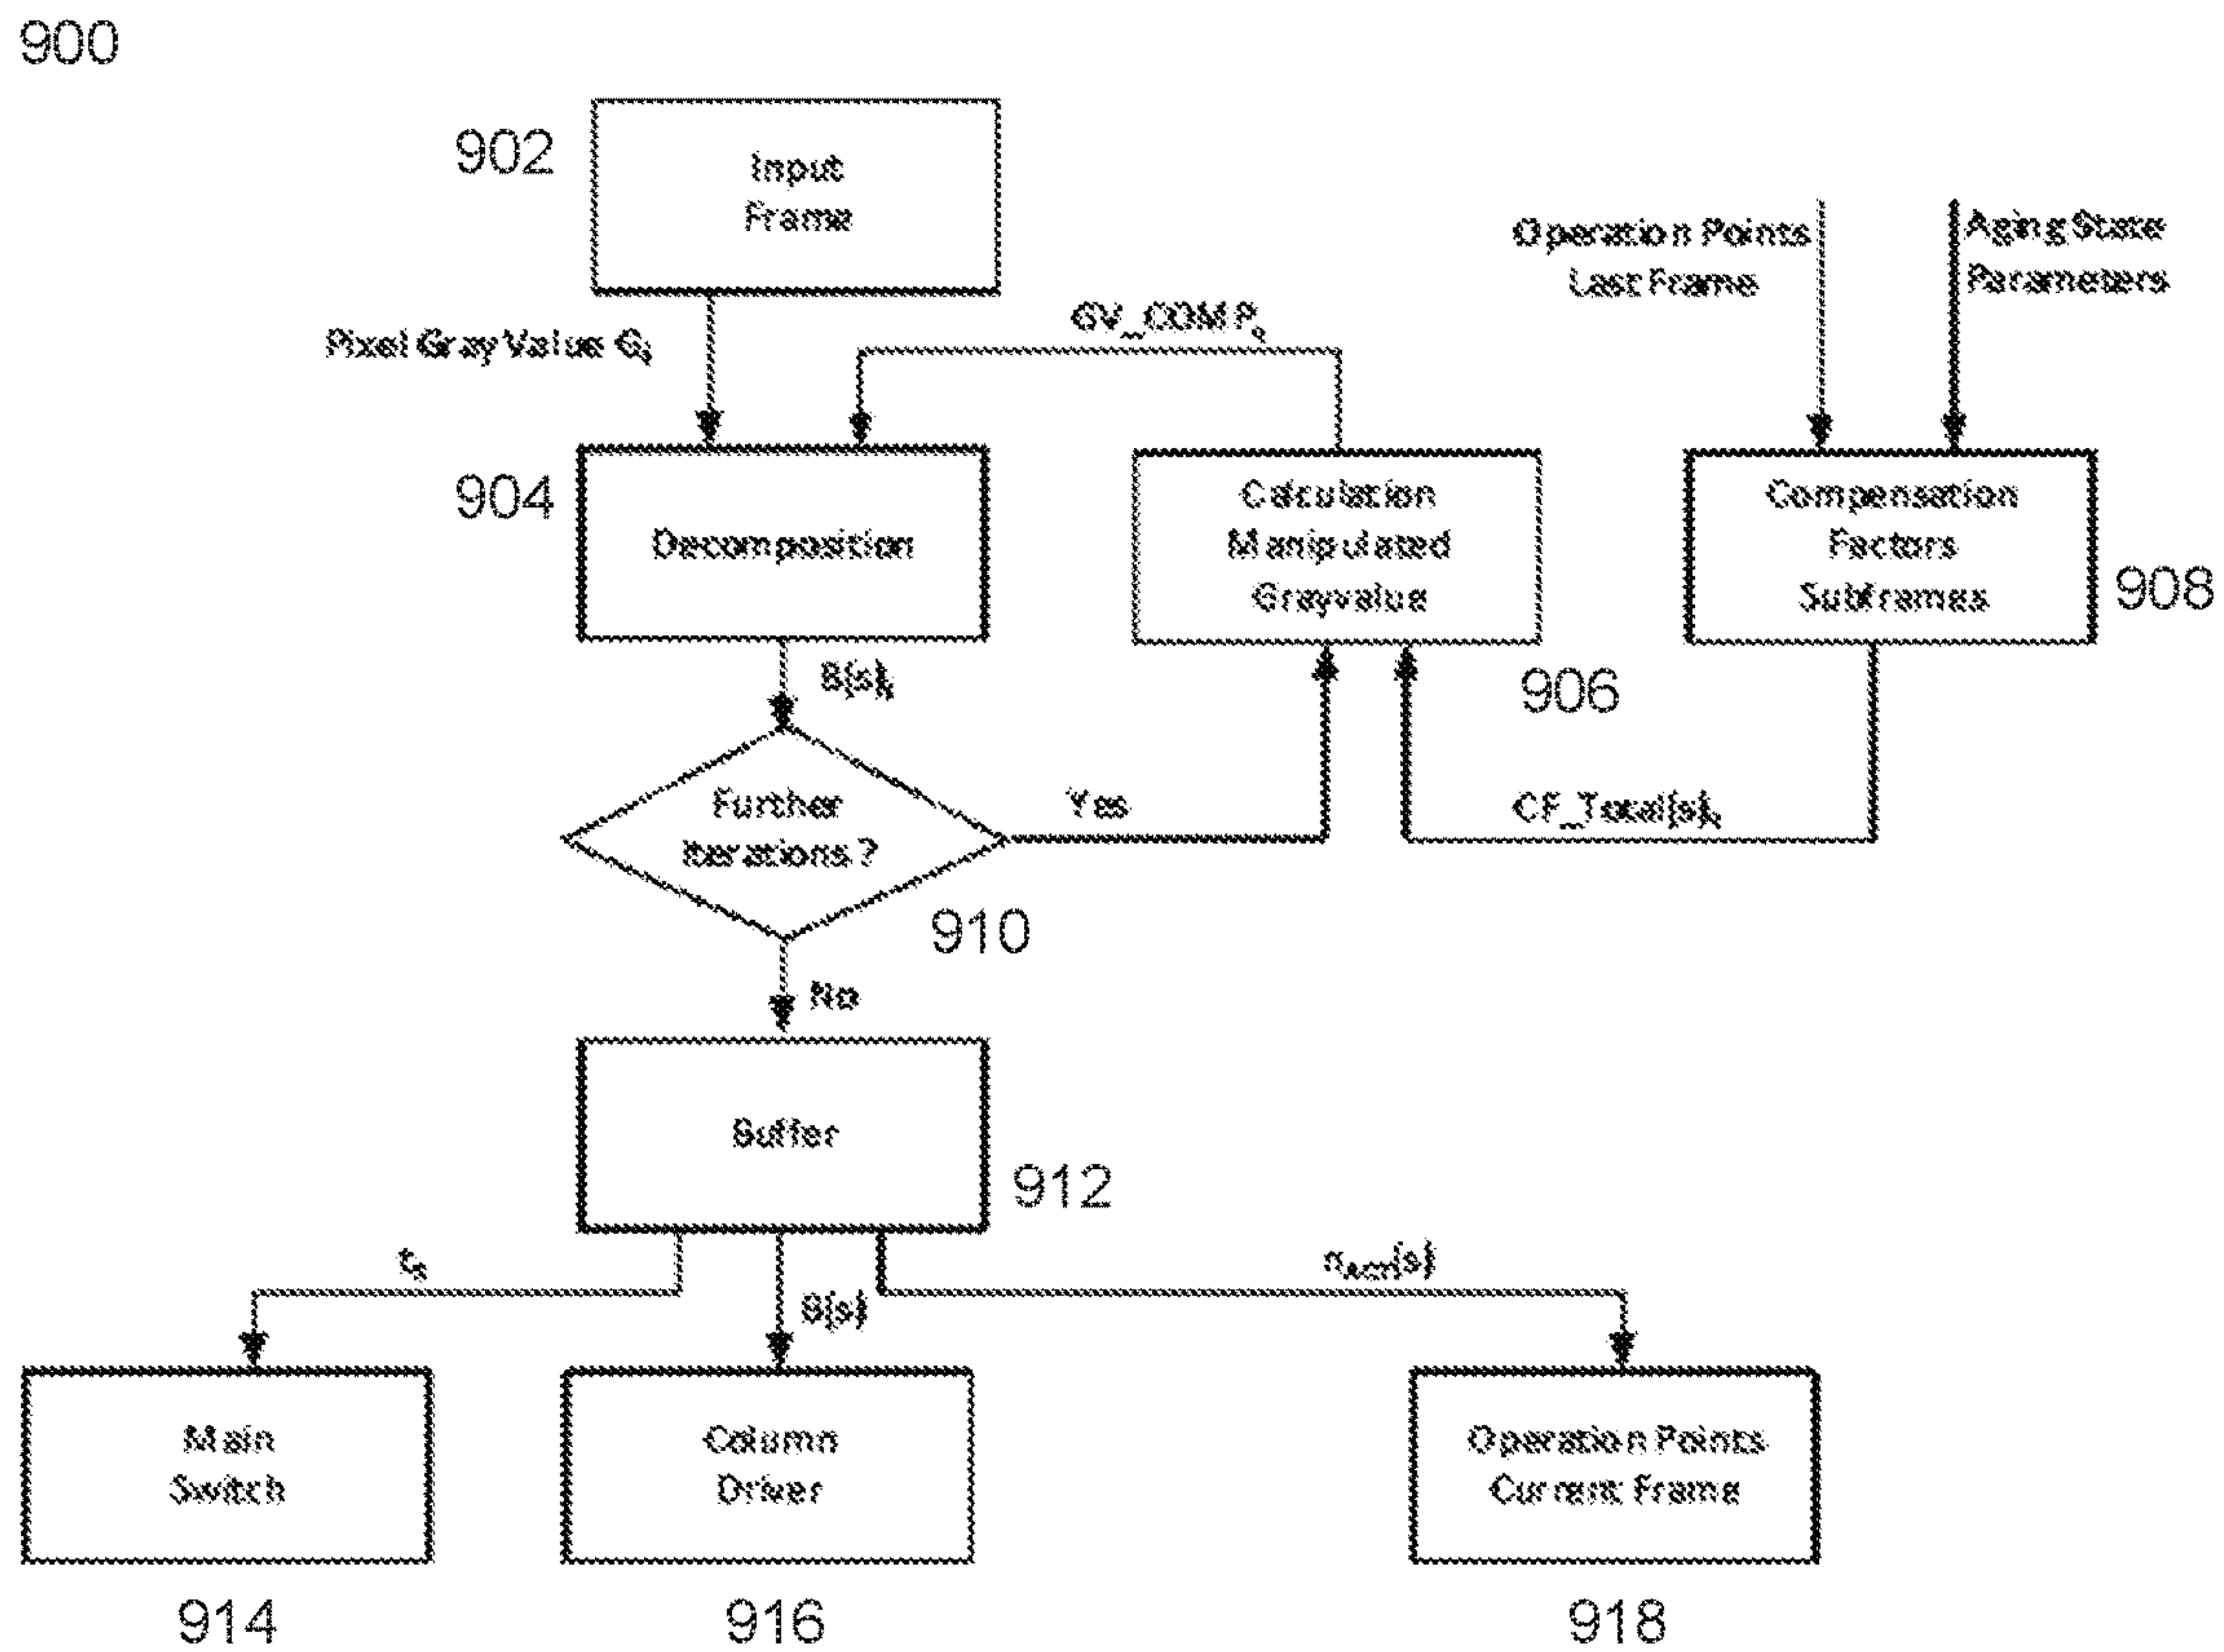 900
902
Input
Frame
Operation Points
Last Frame
Aging State
Parameters
Pixel Gray Value
GV_COMP
904
Decomposition
Calculation
Manipulated
Grayvalue
906
Compensation
Factors
Subframes
908
B[s]
Further
Iterations?
910
Yes
CF_Total[s]
No
Buffer
912
B[s]
Main
Switch
914
Column
Driver
916
Operation Points
Current Frame
918